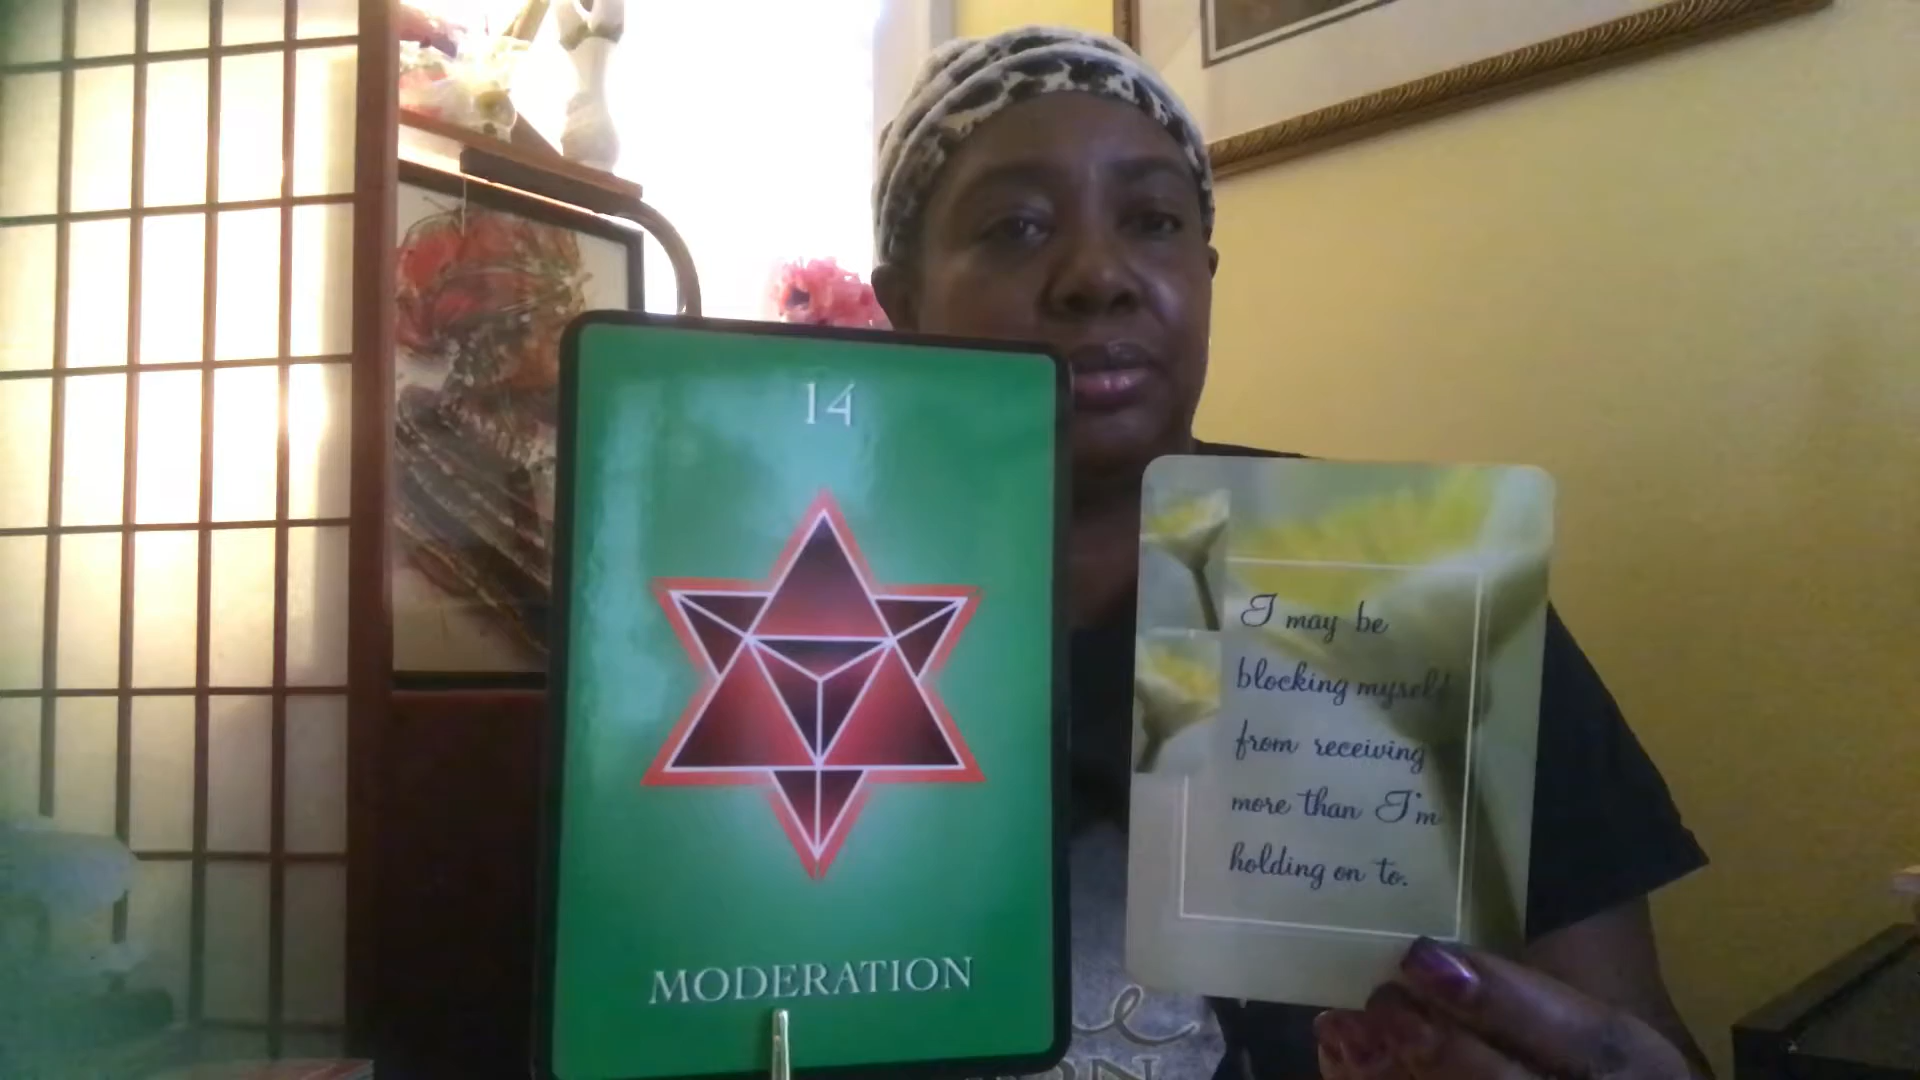 14
MODERATION
I may be
blocking myself
from receiving
more than I'm
holding on to.